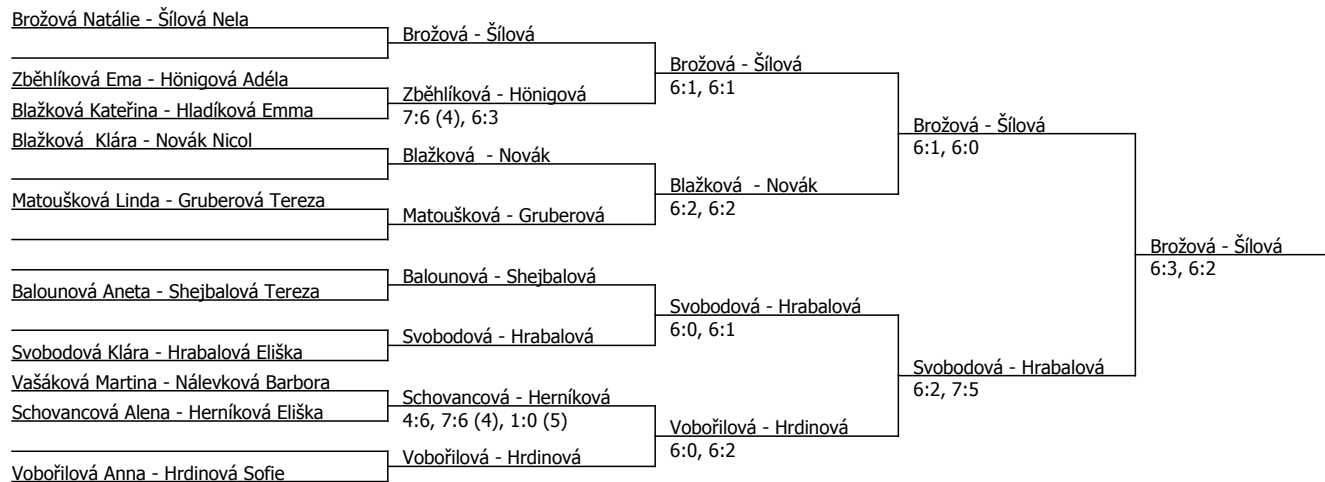 Brožová Natálie - Šílová Nela
Zběhlíková Ema - Hönigová Adéla
Blažková Kateřina - Hladíková Emma
Blažková  Klára - Novák Nicol
Matoušková Linda - Gruberová Tereza
Balounová Aneta - Shejbalová Tereza
Svobodová Klára - Hrabalová Eliška
Vašáková Martina - Nálevková Barbora
Schovancová Alena - Herníková Eliška
Vobořilová Anna - Hrdinová Sofie
Brožová - Šílová
Zběhlíková - Hönigová
7:6 (4), 6:3
Blažková  - Novák
Matoušková - Gruberová
Balounová - Shejbalová
Svobodová - Hrabalová
Schovancová - Herníková
4:6, 7:6 (4), 1:0 (5)
Vobořilová - Hrdinová
Brožová - Šílová
6:1, 6:1
Blažková  - Novák
6:2, 6:2
Svobodová - Hrabalová
6:0, 6:1
Vobořilová - Hrdinová
6:0, 6:2
Brožová - Šílová
6:1, 6:0
Svobodová - Hrabalová
6:2, 7:5
Brožová - Šílová
6:3, 6:2